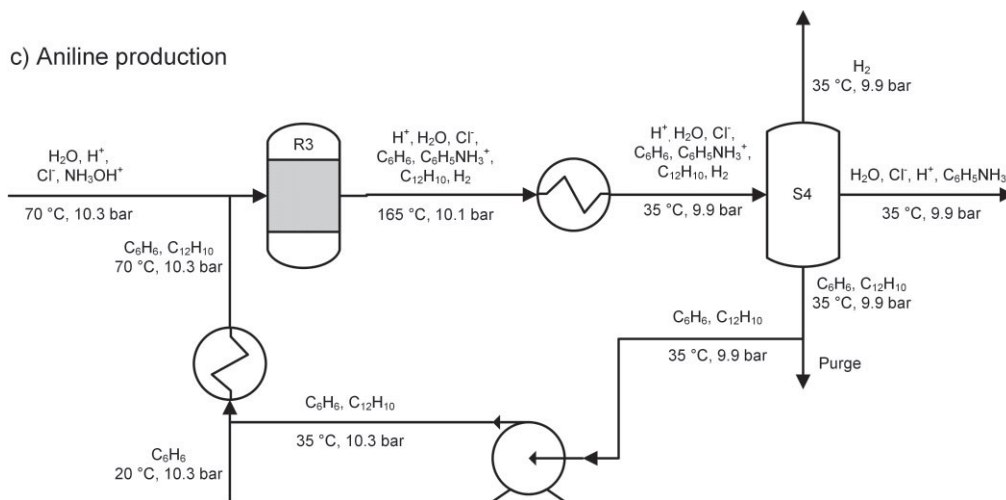 c) Aniline production
H₂
35 °C, 9.9 bar
H₂O, H⁺,
Cl⁻, NH₃OH⁺
70 °C, 10.3 bar
R3
H⁺, H₂O, Cl⁻,
C₆H₆, C₆H₅NH₃⁺,
C₁₂H₁₀, H₂
165 °C, 10.1 bar
H⁺, H₂O, Cl⁻,
C₆H₆, C₆H₅NH₃⁺,
C₁₂H₁₀, H₂
35 °C, 9.9 bar
S4
H₂O, Cl⁻, H⁺, C₆H₅NH₃
35 °C, 9.9 bar
C₆H₆, C₁₂H₁₀
70 °C, 10.3 bar
C₆H₆, C₁₂H₁₀
35 °C, 9.9 bar
C₆H₆, C₁₂H₁₀
35 °C, 9.9 bar
Purge
C₆H₆, C₁₂H₁₀
35 °C, 10.3 bar
C₆H₆
20 °C, 10.3 bar